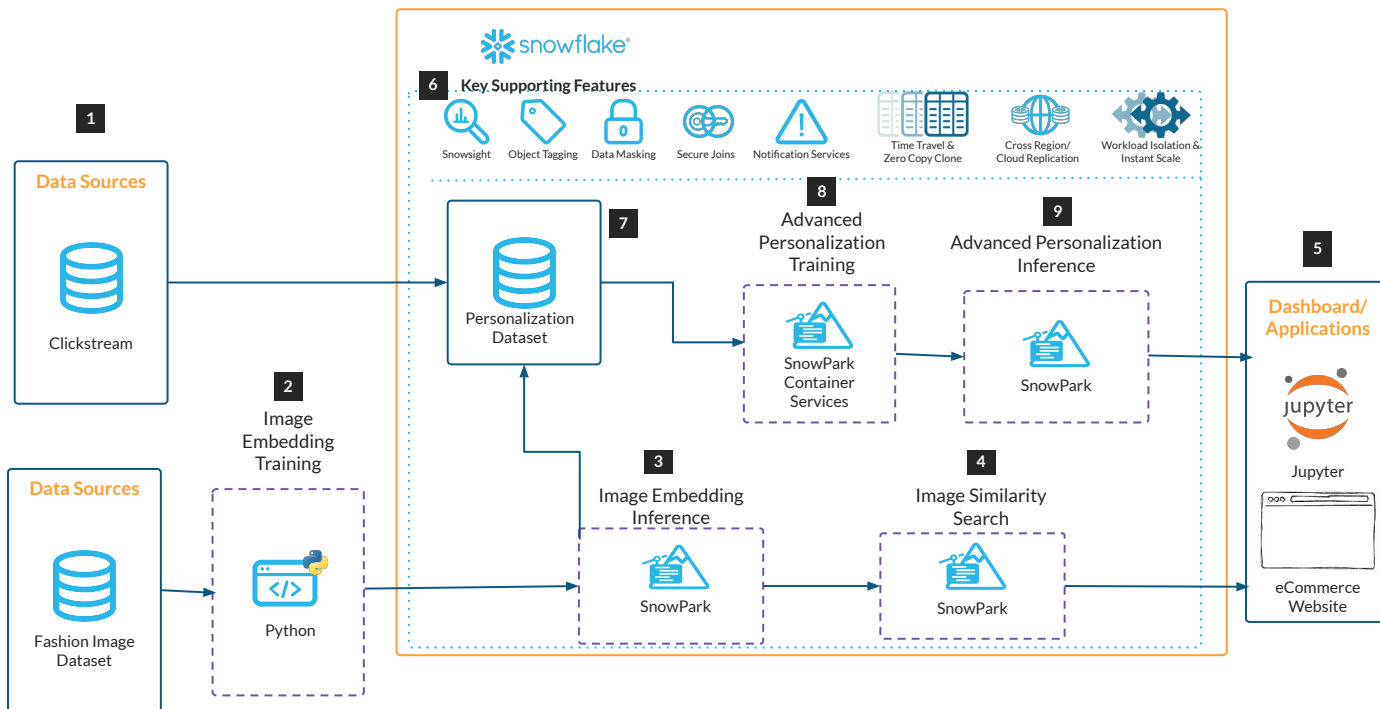 snowflake®
6
Key Supporting Features
Snowsight
Object Tagging
Data Masking
Secure Joins
Notification Services
Time Travel &
Zero Copy Clone
Cross Region/
Cloud Replication
Workload Isolation &
Instant Scale
1
Data Sources
Clickstream
7
Personalization
Dataset
8
Advanced
Personalization
Training
SnowPark
Container
Services
9
Advanced Personalization
Inference
SnowPark
5
Dashboard/
Applications
jupyter
Jupyter
eCommerce
Website
Data Sources
Fashion Image
Dataset
2
Image
Embedding
Training
</>
Python
3
Image Embedding
Inference
SnowPark
4
Image Similarity
Search
SnowPark